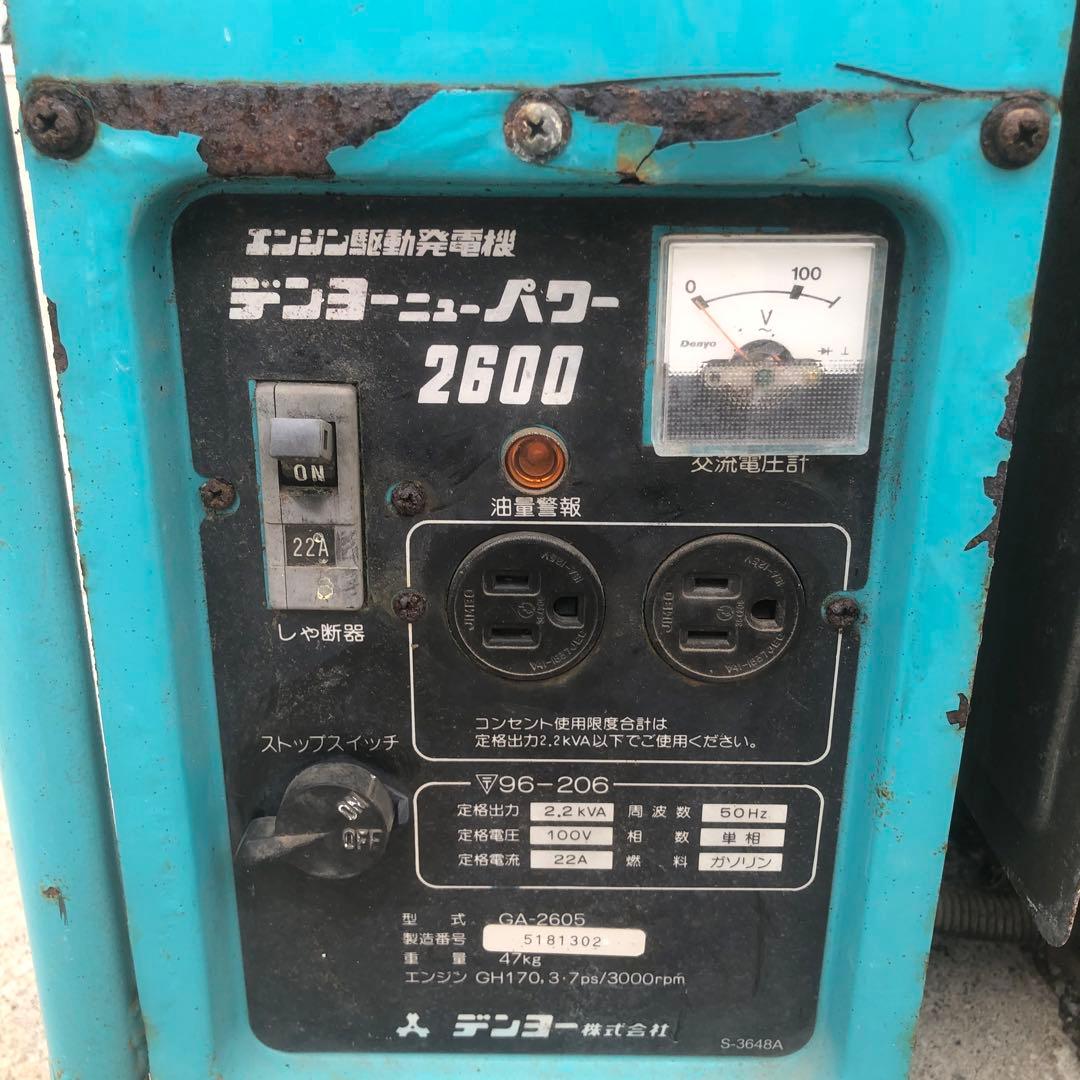 エンジン駆動発電機
デンヨーニューパワー
2600
0 100
V
Denyo
交流電圧計
ON
22A
しゃ断器
油量警報
JIMBO
JIMBO
コンセント使用限度合計は
定格出力2.2kVA以下でご使用ください。
ストップスイッチ
ON
OFF
〒96-206
定格出力 2.2kVA 周波数 50Hz
定格電圧 100V 相数 単相
定格電流 22A 燃料 ガソリン
型式 GA-2605
製造番号 5181302
重量 47kg
エンジン GH170,3・7ps/3000rpm
デンヨー株式会社
S-3648A